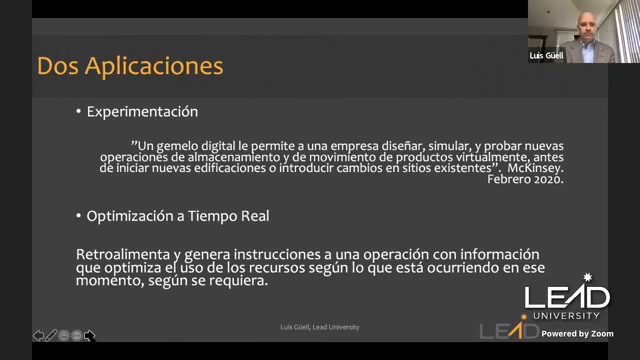 Luis Güell
Dos Aplicaciones
• Experimentación
”Un gemelo digital le permite a una empresa diseñar, simular, y probar nuevas
operaciones de almacenamiento y de movimiento de productos virtualmente, antes
de iniciar nuevas edificaciones o introducir cambios en sitios existentes”. McKinsey.
Febrero 2020.
• Optimización a Tiempo Real
Retroalimenta y genera instrucciones a una operación con información
que optimiza el uso de los recursos según lo que está ocurriendo en ese
momento, según se requiera.
LEAD
UNIVERSITY
Luis Güell, Lead University
LEAD
Powered by Zoom